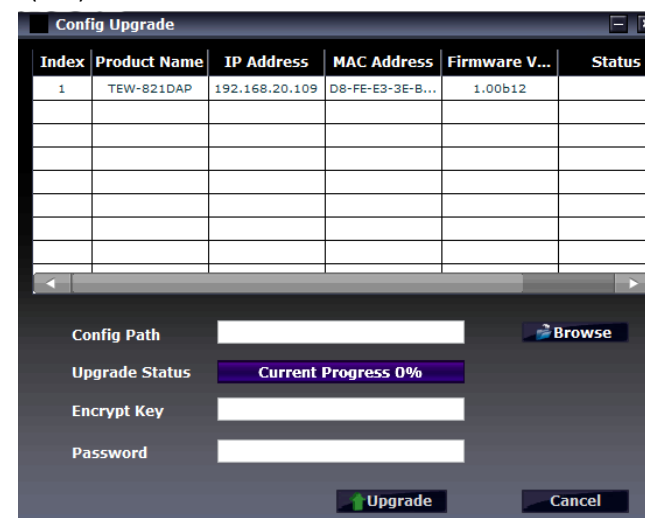 Config Upgrade
Index Product Name IP Address MAC Address Firmware V... Status
1 TEW-821DAP 192.168.20.109 D8-FE-E3-3E-B... 1.00b12
Config Path Browse
Upgrade Status Current Progress 0%
Encrypt Key
Password
Upgrade Cancel